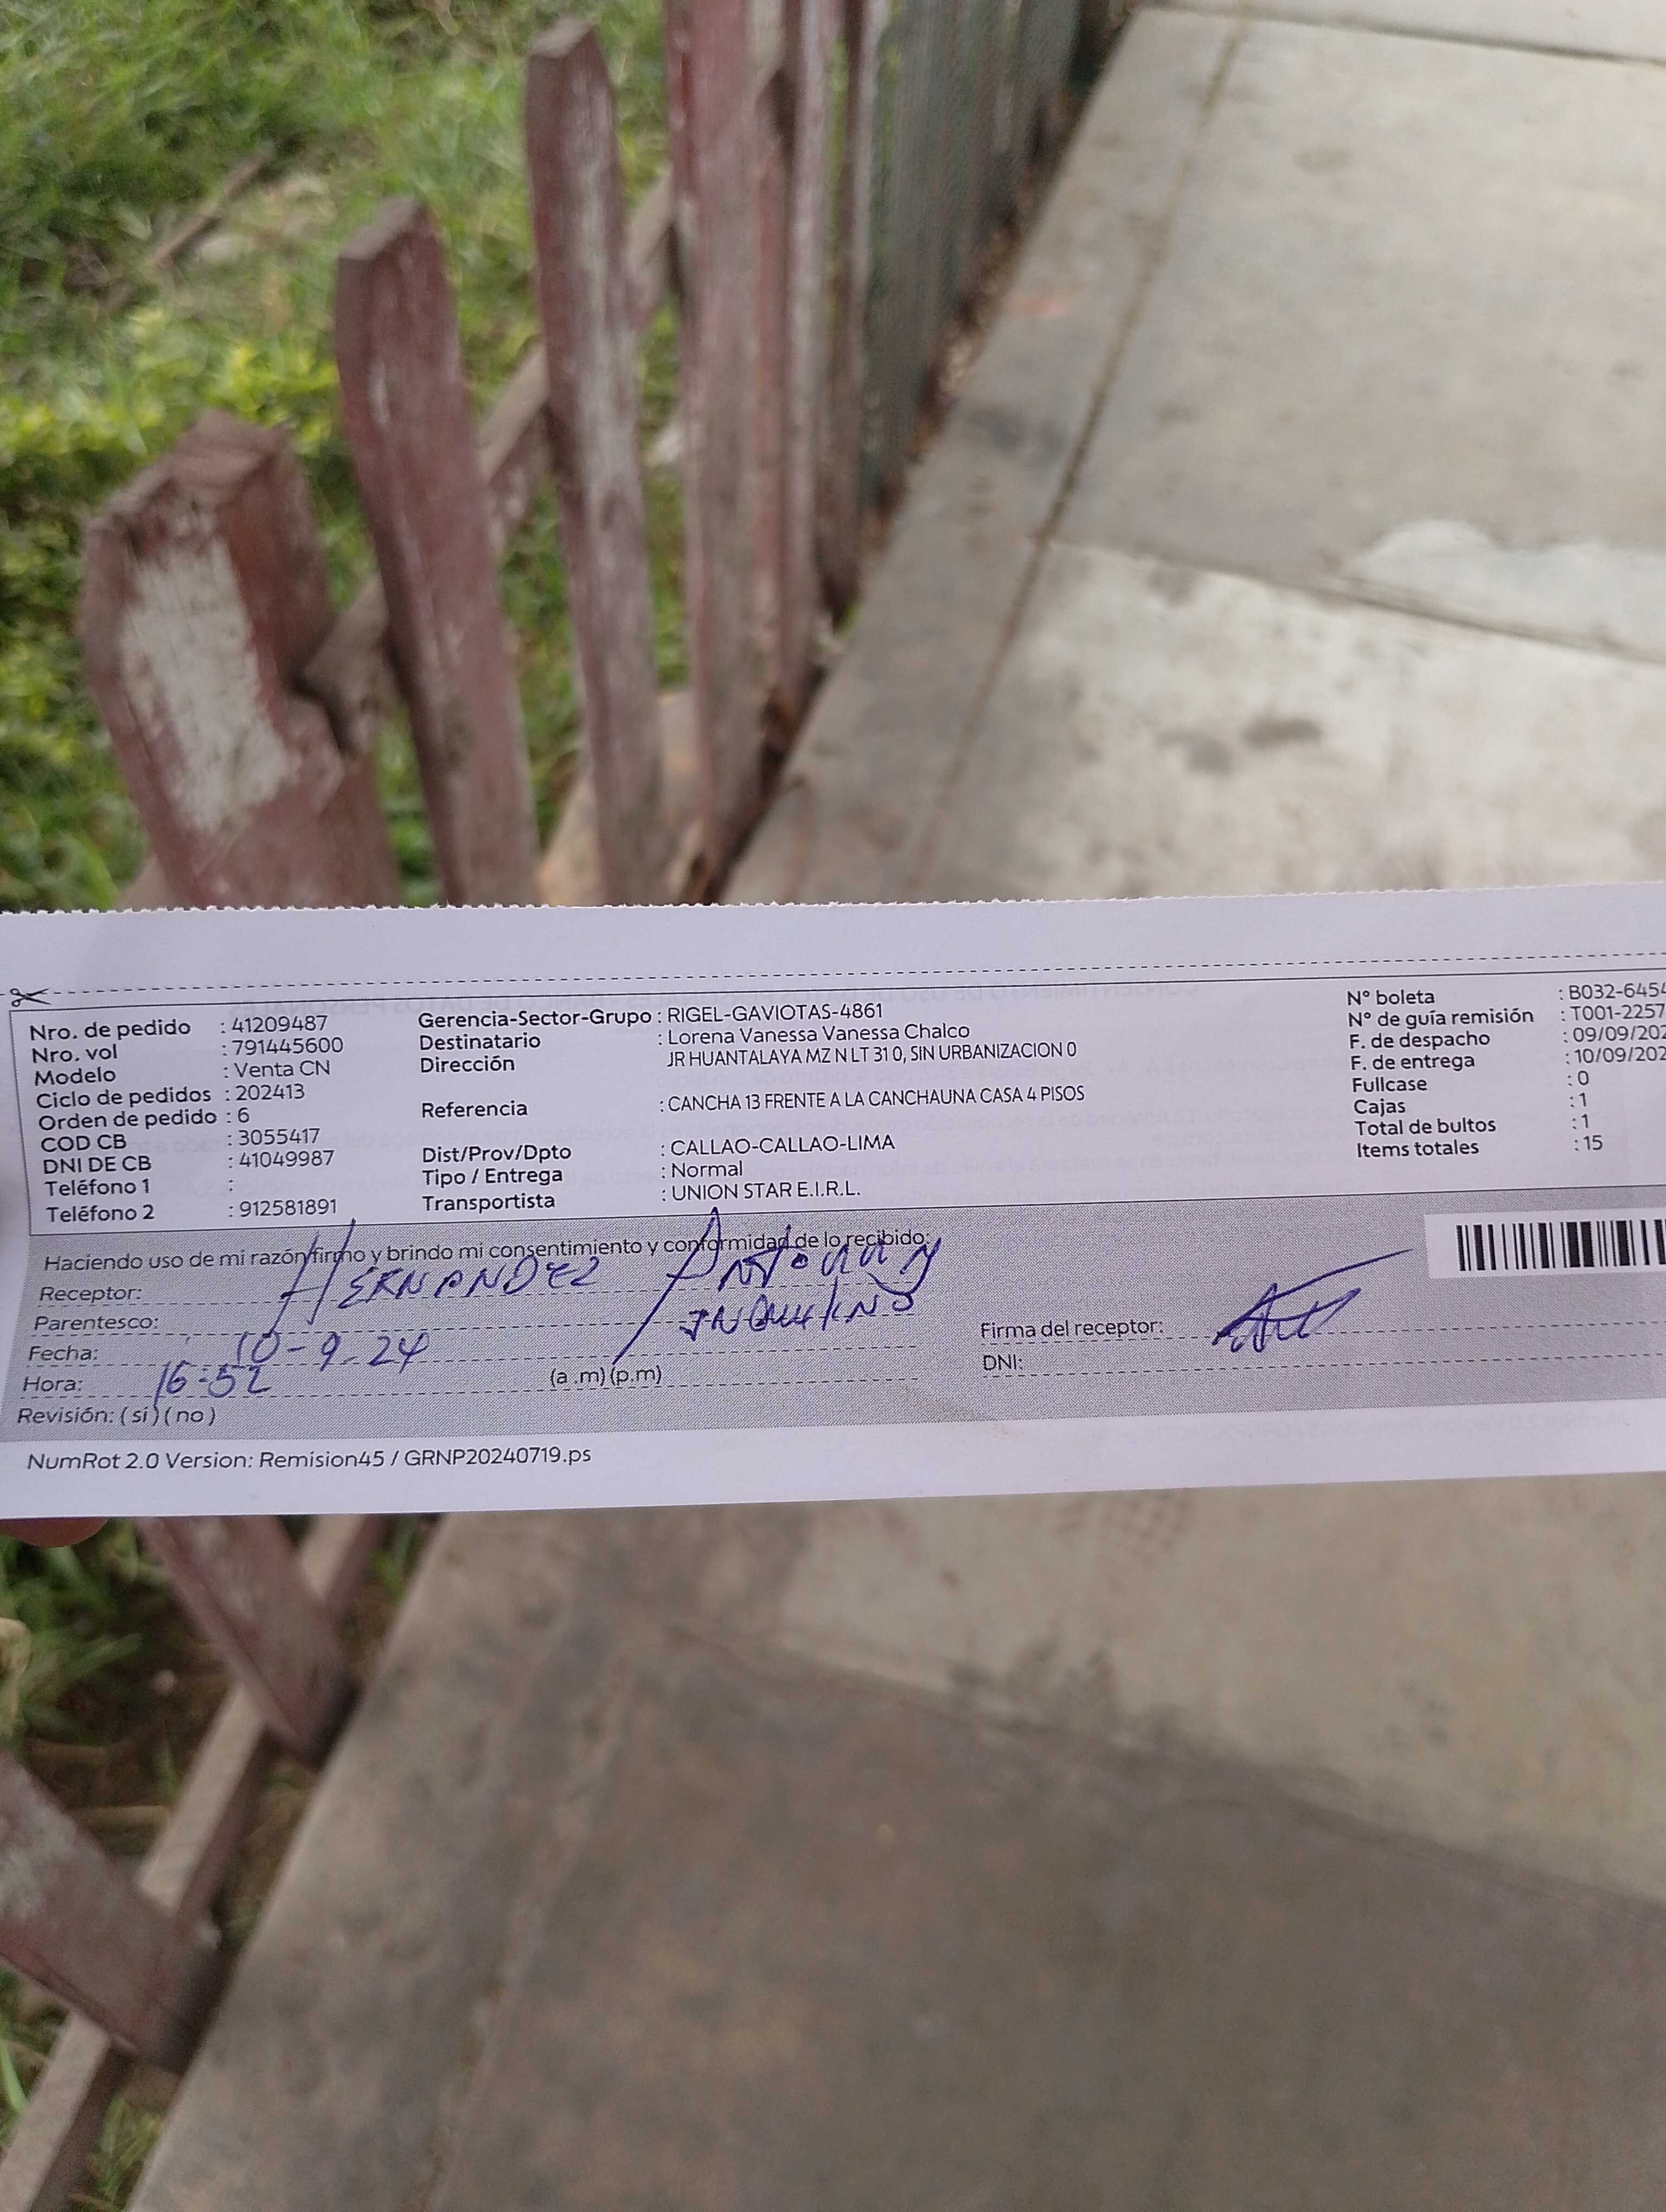 Nro. de pedido : 41209487
Nro. vol : 791445600
Modelo : Venta CN
Ciclo de pedidos : 202413
Orden de pedido : 6
COD CB : 3055417
DNI DE CB : 41049987
Teléfono 1 :
Teléfono 2 : 912581891
Gerencia-Sector-Grupo : RIGEL-GAVIOTAS-4861
Destinatario : Lorena Vanessa Vanessa Chalco
Dirección JR HUANTALAYA MZ N LT 31 0, SIN URBANIZACION 0
Referencia : CANCHA 13 FRENTE A LA CANCHAUNA CASA 4 PISOS
Dist/Prov/Dpto : CALLAO-CALLAO-LIMA
Tipo / Entrega : Normal
Transportista : UNION STAR E.I.R.L.
N° boleta : B032-6454
N° de guía remisión : T001-2257
F. de despacho : 09/09/202
F. de entrega : 10/09/202
Fullcase : 0
Cajas : 1
Total de bultos : 1
Items totales : 15
Haciendo uso de mi razón firmo y brindo mi consentimiento y conformidad de lo recibido:
Receptor: HERNANDEZ
Parentesco:
Fecha: 10-9-24
Hora: 16:52 (a.m) (p.m)
Revisión: ( si ) ( no )
Firma del receptor:
DNI:
NumRot 2.0 Version: Remision45 / GRNP20240719.ps